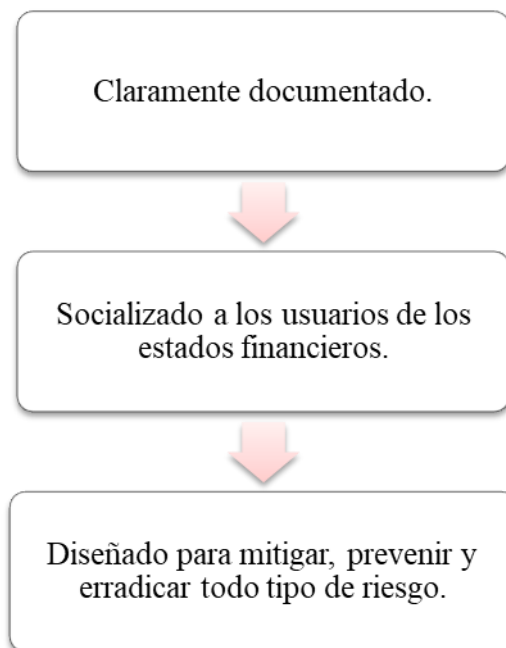 Claramente documentado.
Socializado a los usuarios de los
estados financieros.
Diseñado para mitigar, prevenir y
erradicar todo tipo de riesgo.